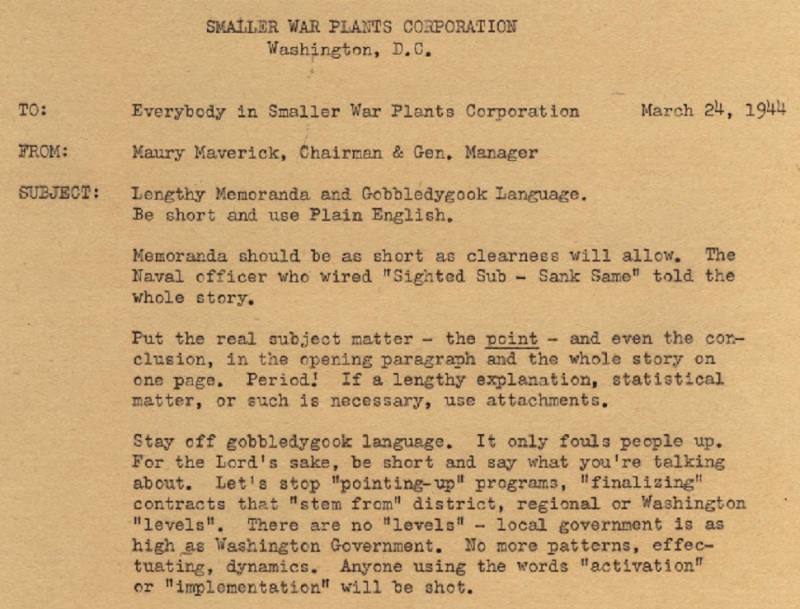 SMALLER WAR PLANTS CORPORATION
Washington, D.C.
TO: Everybody in Smaller War Plants Corporation March 24, 1944
FROM: Maury Maverick, Chairman & Gen. Manager
SUBJECT: Lengthy Memoranda and Gobbledygook Language.
Be short and use Plain English.
Memoranda should be as short as clearness will allow. The
Naval officer who wired "Sighted Sub - Sank Same" told the
whole story.
Put the real subject matter - the point - and even the con-
clusion, in the opening paragraph and the whole story on
one page. Period! If a lengthy explanation, statistical
matter, or such is necessary, use attachments.
Stay off gobbledygook language. It only fouls people up.
For the Lord's sake, be short and say what you're talking
about. Let's stop "pointing-up" programs, "finalizing"
contracts that "stem from" district, regional or Washington
"levels". There are no "levels" - local government is as
high as Washington Government. No more patterns, effec-
tuating, dynamics. Anyone using the words "activation"
or "implementation" will be shot.